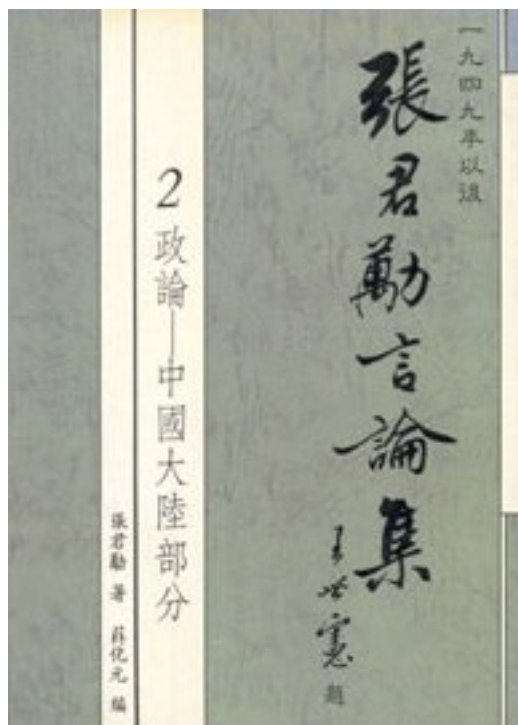 一九四九年以後
張君勱言論集
王世憲 題
2 政論—中國大陸部分
張君勱 著 薛化元 編